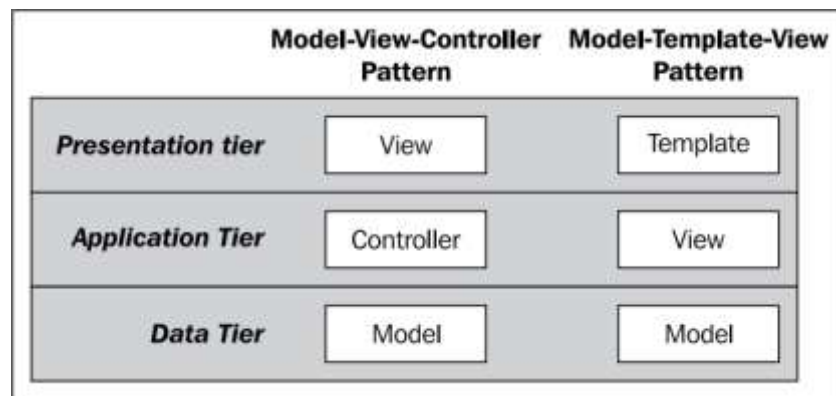 Model-View-Controller Model-Template-View
Pattern Pattern
Presentation tier View Template
Application Tier Controller View
Data Tier Model Model